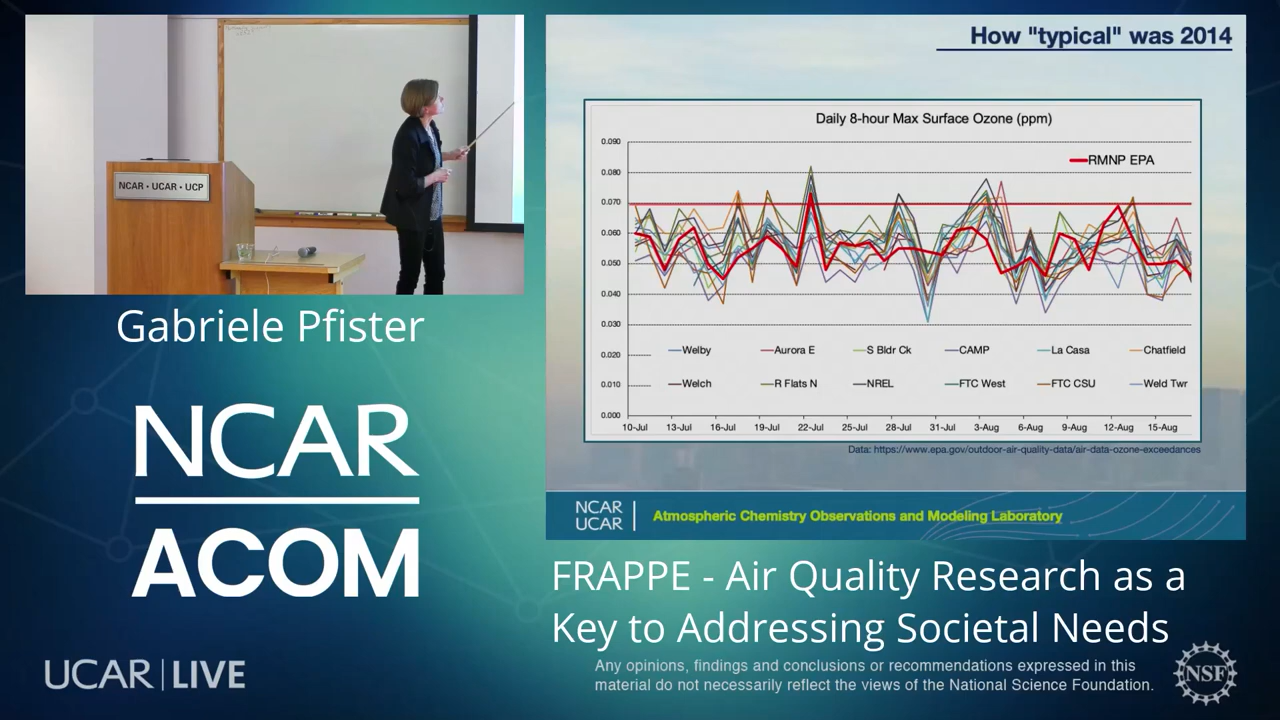 NCAR • UCAR • UCP
Gabriele Pfister
NCAR
ACOM
UCAR | LIVE
How "typical" was 2014
Daily 8-hour Max Surface Ozone (ppm)
RMNP EPA
0.090
0.080
0.070
0.060
0.050
0.040
0.030
0.020
0.010
0.000
Welby Aurora E S Bldr Ck CAMP La Casa Chatfield
Welch R Flats N NREL FTC West FTC CSU Weld Twr
10-Jul 13-Jul 16-Jul 19-Jul 22-Jul 25-Jul 28-Jul 31-Jul 3-Aug 6-Aug 9-Aug 12-Aug 15-Aug
Data: https://www.epa.gov/outdoor-air-quality-data/air-data-ozone-exceedances
NCAR
UCAR
Atmospheric Chemistry Observations and Modeling Laboratory
FRAPPE - Air Quality Research as a
Key to Addressing Societal Needs
Any opinions, findings and conclusions or recommendations expressed in this
material do not necessarily reflect the views of the National Science Foundation.
NSF